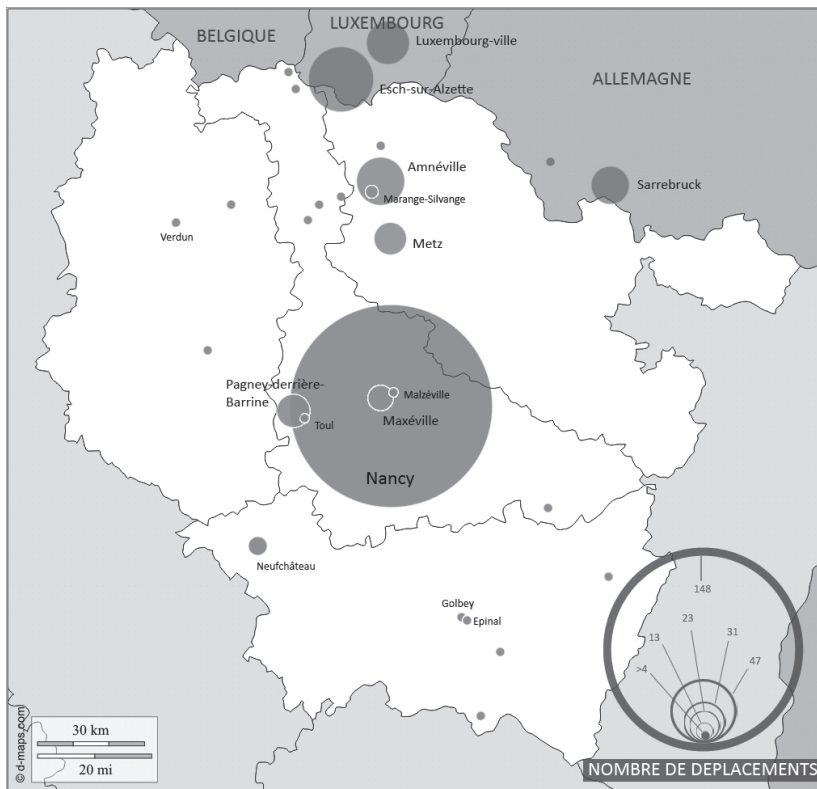 BELGIQUE
LUXEMBOURG
Luxembourg-ville
Esch-sur-Alzette
ALLEMAGNE
Amnéville
Marange-Silvange
Sarrebruck
Verdun
Metz
Pagney-derrière-
Barrine
Toul
Malzéville
Maxéville
Nancy
Neufchâteau
Golbey
Epinal
148
23
13
31
>4
47
30 km
20 mi
© d-maps.com
NOMBRE DE DEPLACEMENTS